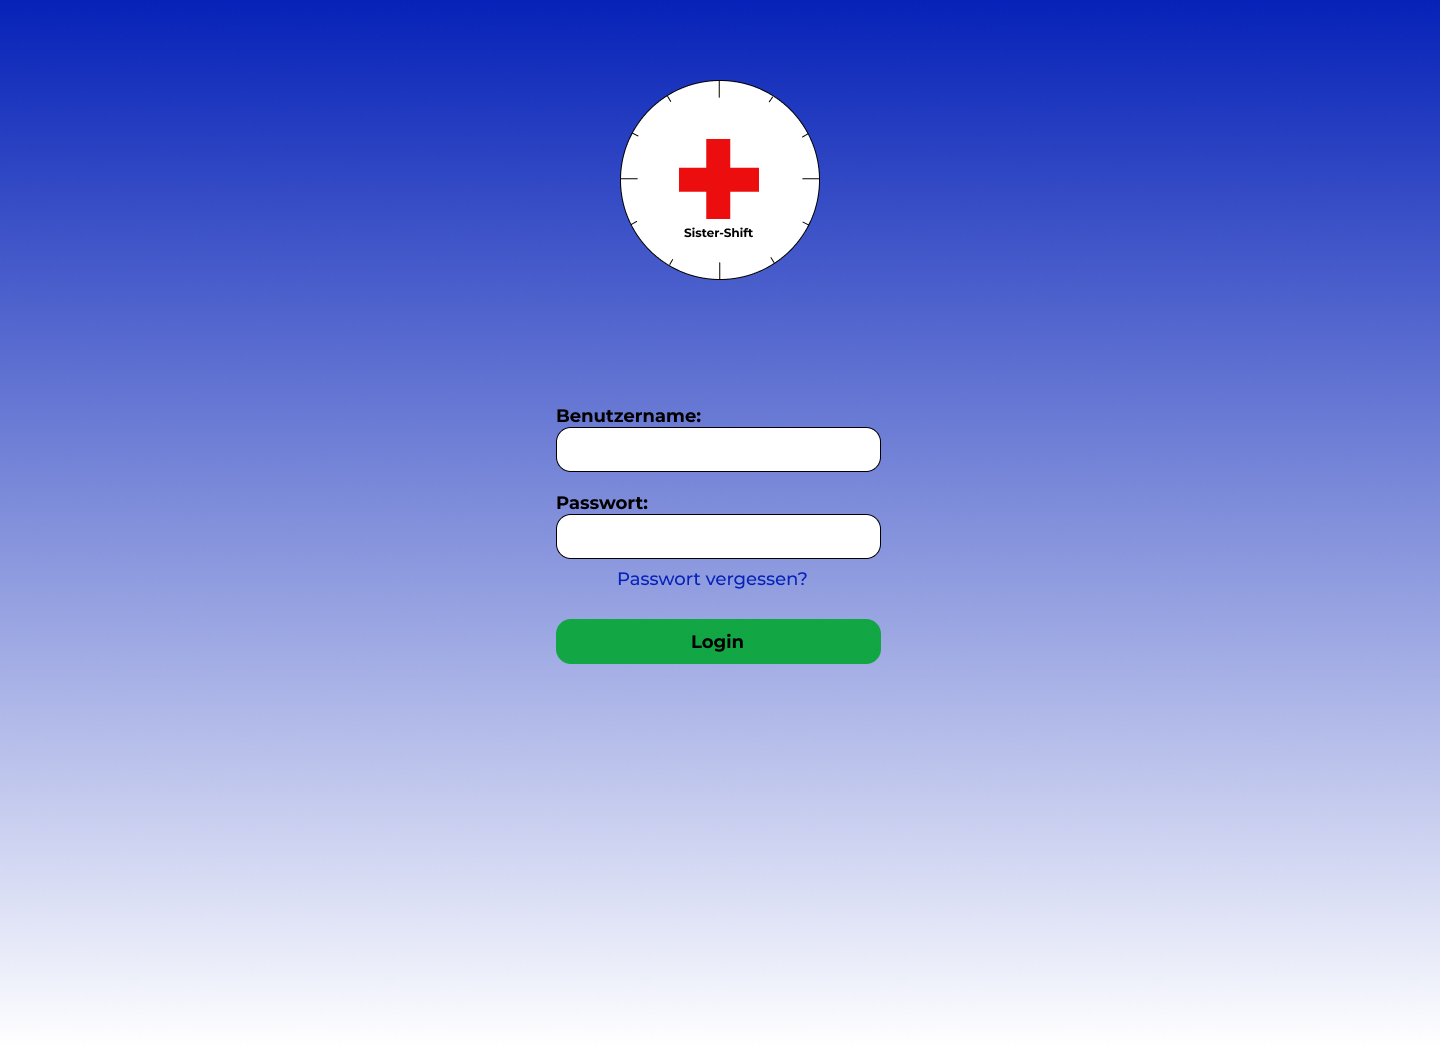 Sister-Shift
Benutzername:
Passwort:
Passwort vergessen?
Login